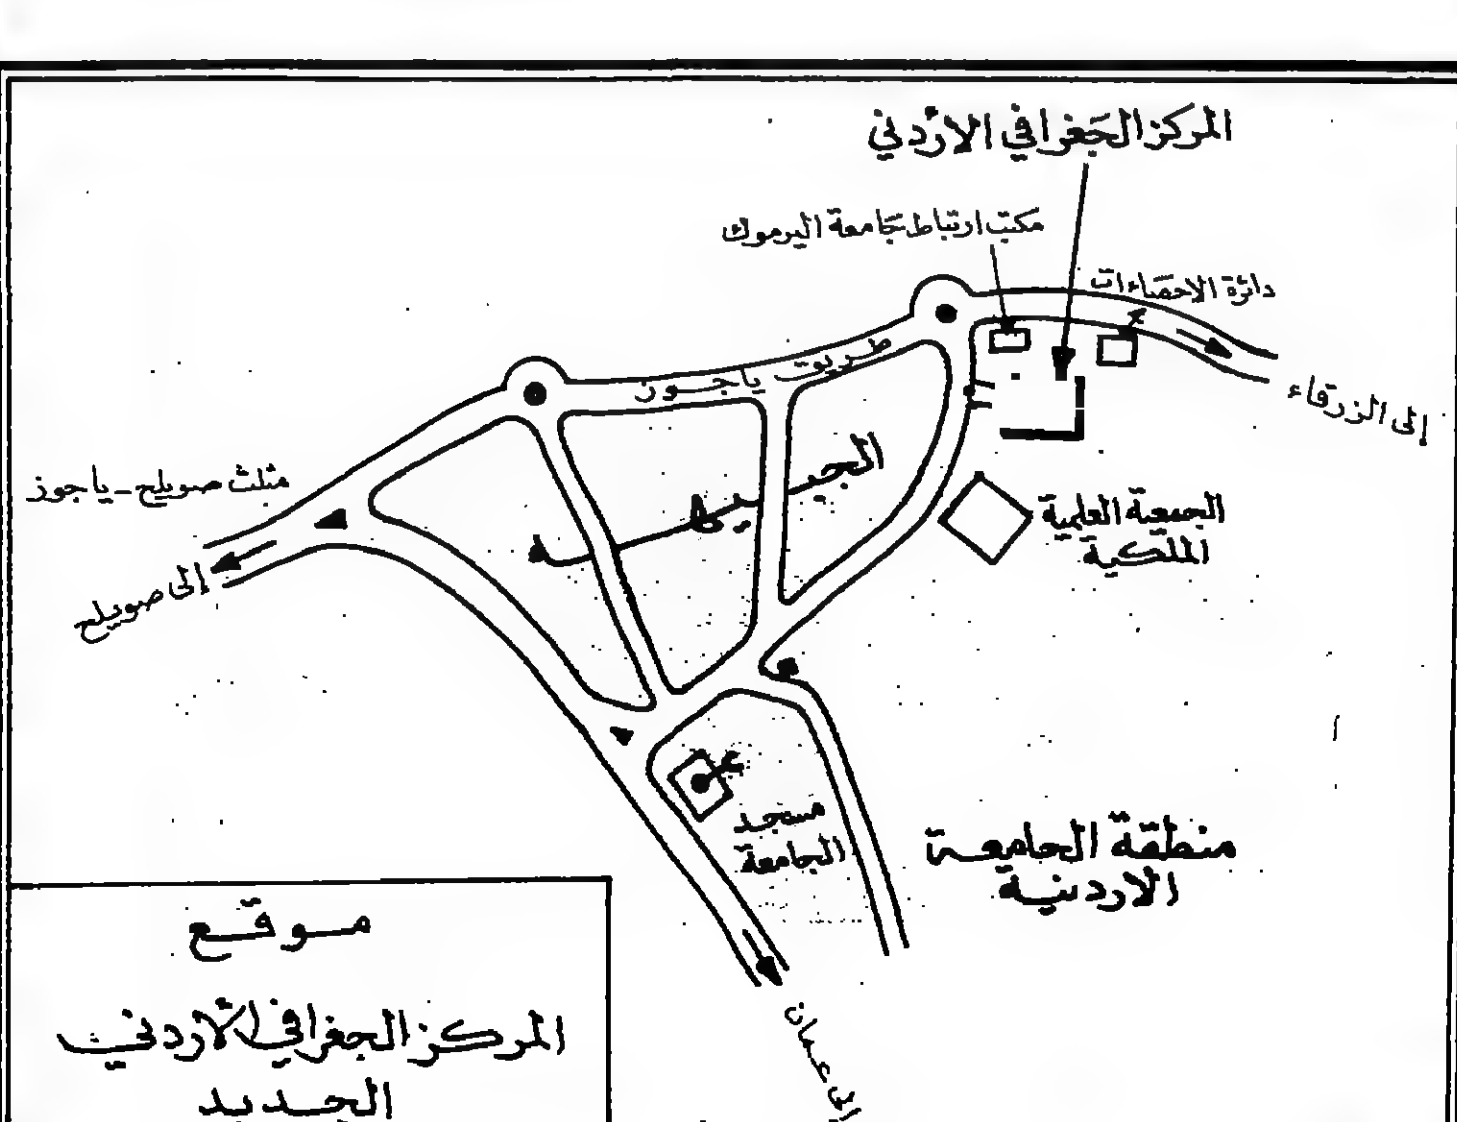 المركز الجغرافي الأردني
مكتب ارتباط جامعة اليرموك
دائرة الاحصاءات
طريق ياجوز
إلى الزرقاء
الجبيهة
مثلث صويلح - ياجوز
الجمعية العلمية
الملكية
إلى صويلح
مسجد
الجامعة
منطقة الجامعة
الاردنية
موقع
المركز الجغرافي الأردني
الجديد
إلى عمان